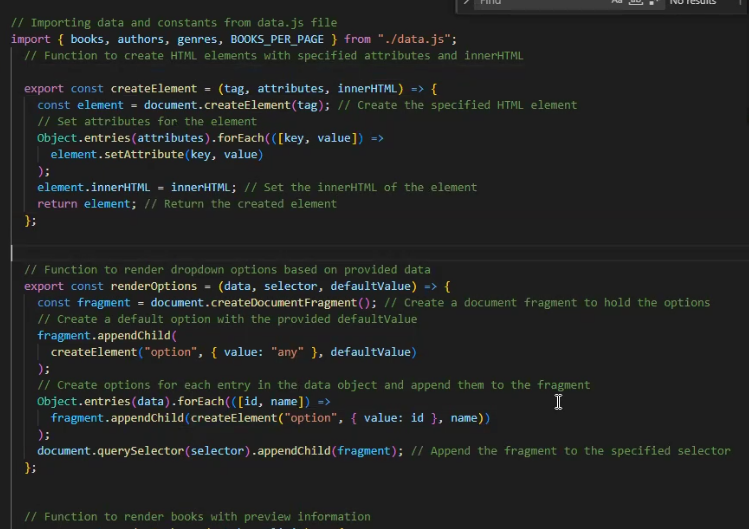 Find
Aa
ab
No results
// Importing data and constants from data.js file
import { books, authors, genres, BOOKS_PER_PAGE } from "./data.js";
// Function to create HTML elements with specified attributes and innerHTML
export const createElement = (tag, attributes, innerHTML) => {
const element = document.createElement(tag); // Create the specified HTML element
// Set attributes for the element
Object.entries(attributes).forEach(([key, value]) =>
element.setAttribute(key, value)
);
element.innerHTML = innerHTML; // Set the innerHTML of the element
return element; // Return the created element
};
// Function to render dropdown options based on provided data
export const renderOptions = (data, selector, defaultValue) => {
const fragment = document.createDocumentFragment(); // Create a document fragment to hold the options
// Create a default option with the provided defaultValue
fragment.appendChild(
createElement("option", { value: "any" }, defaultValue)
);
// Create options for each entry in the data object and append them to the fragment
Object.entries(data).forEach(([id, name]) =>
fragment.appendChild(createElement("option", { value: id }, name))
);
document.querySelector(selector).appendChild(fragment); // Append the fragment to the specified selector
};
// Function to render books with preview information